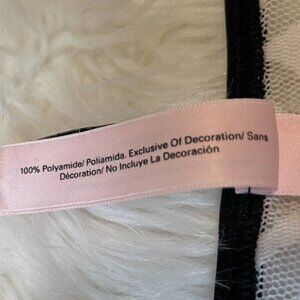 100% Polyamide/ Poliamida. Exclusive Of Decoration/ Sans
Décoration/ No Incluye La Decoración